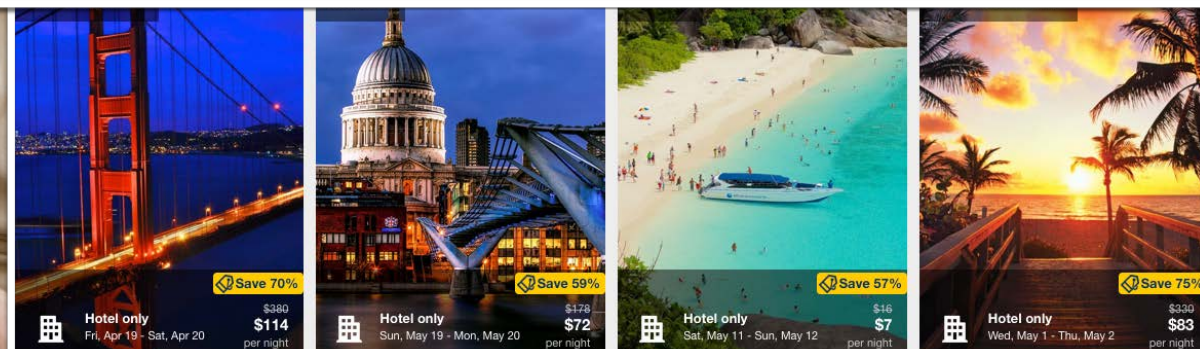 Save 70%
$380
Hotel only
$114
Fri, Apr 19 - Sat, Apr 20
per night
Save 59%
$178
Hotel only
$72
Sun, May 19 - Mon, May 20
per night
Save 57%
$16
Hotel only
$7
Sat, May 11 - Sun, May 12
per night
Save 75%
$330
Hotel only
$83
Wed, May 1 - Thu, May 2
per night